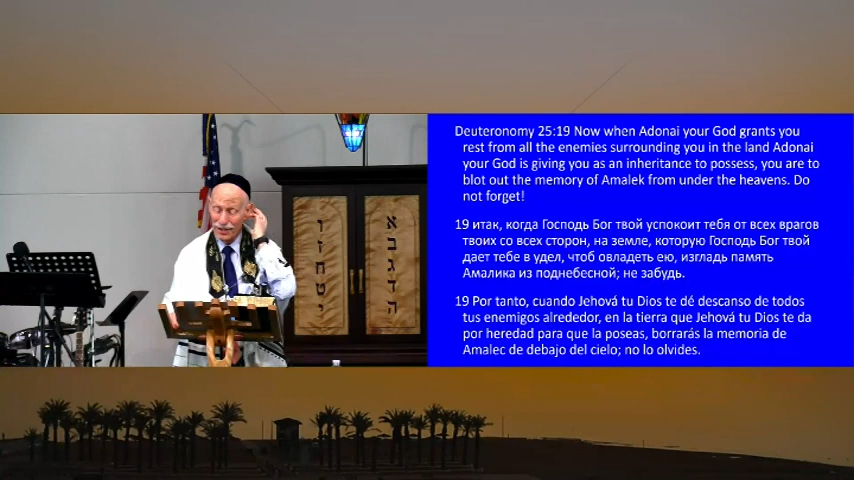 א
ב
ג
ד
ה
ו
ז
ח
ט
י
Deuteronomy 25:19 Now when Adonai your God grants you
rest from all the enemies surrounding you in the land Adonai
your God is giving you as an inheritance to possess, you are to
blot out the memory of Amalek from under the heavens. Do
not forget!
19 итак, когда Господь Бог твой успокоит тебя от всех врагов
твоих со всех сторон, на земле, которую Господь Бог твой
дает тебе в удел, чтоб овладеть ею, изгладь память
Амалика из поднебесной; не забудь.
19 Por tanto, cuando Jehová tu Dios te dé descanso de todos
tus enemigos alrededor, en la tierra que Jehová tu Dios te da
por heredad para que la poseas, borrarás la memoria de
Amalec de debajo del cielo; no lo olvides.